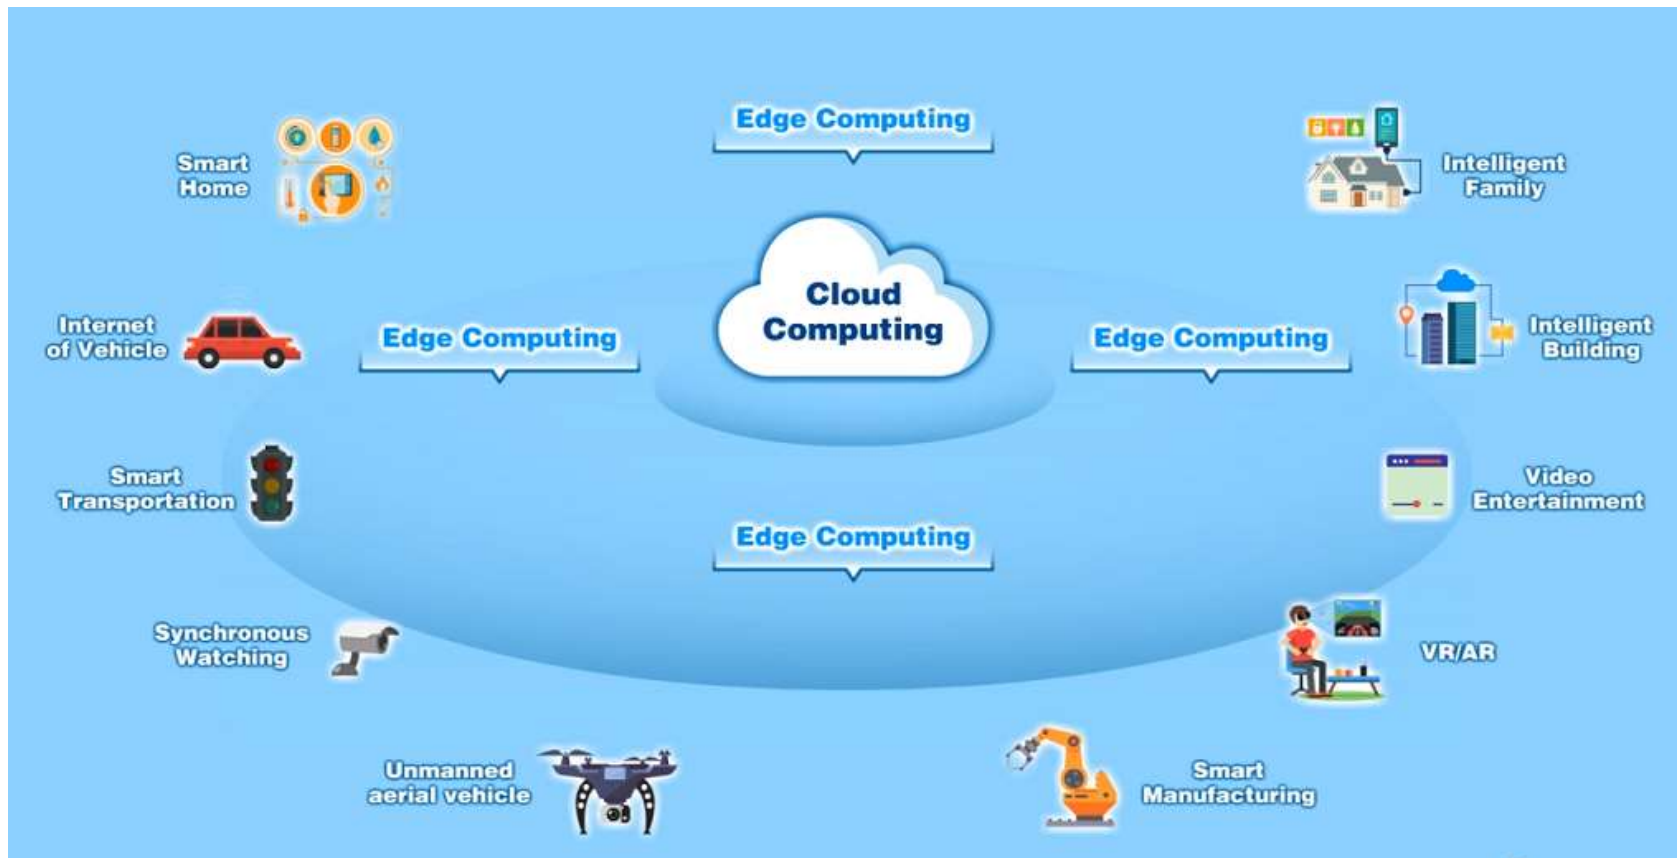 Edge Computing
Smart
Home
Intelligent
Family
Cloud
Computing
Internet
of Vehicle
Edge Computing
Edge Computing
Intelligent
Building
Smart
Transportation
Video
Entertainment
Edge Computing
Synchronous
Watching
VR/AR
Unmanned
aerial vehicle
Smart
Manufacturing